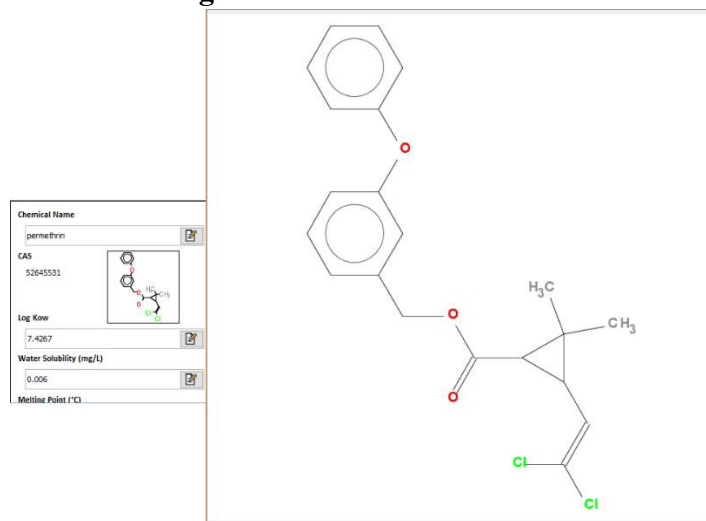 g
Chemical Name
permethrin
CAS
52645531
Log Kow
7.4267
Water Solubility (mg/L)
0.006
Melting Point (°C)
O
O
O
H₃C
CH₃
Cl
Cl